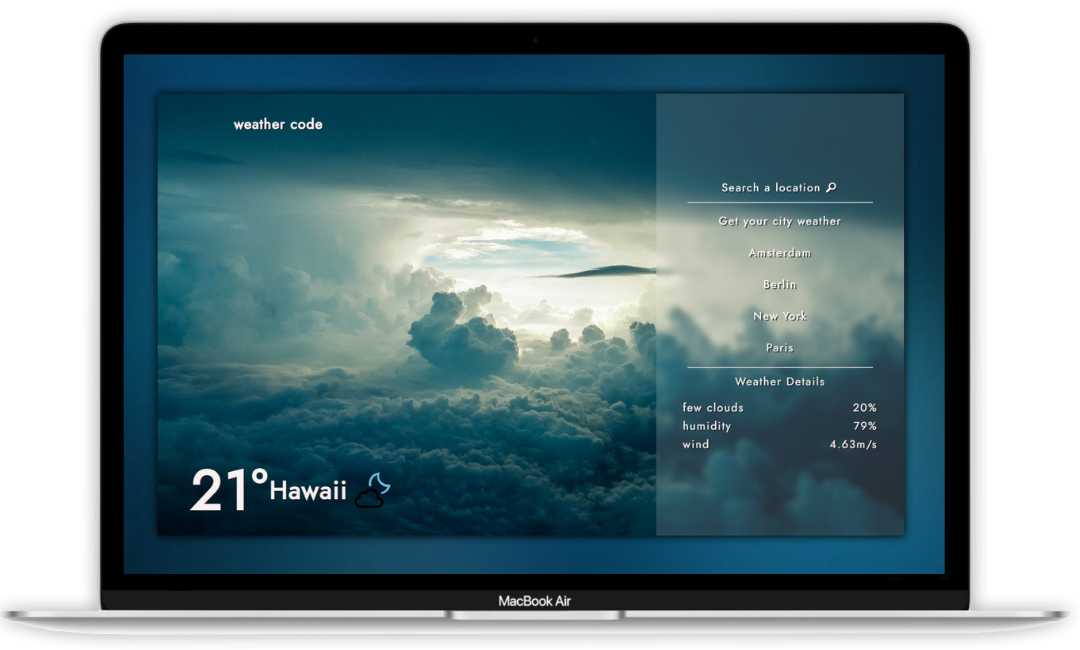 weather code
Search a location
Get your city weather
Amsterdam
Berlin
New York
Paris
Weather Details
few clouds 20%
humidity 79%
wind 4.63m/s
21° Hawaii
MacBook Air